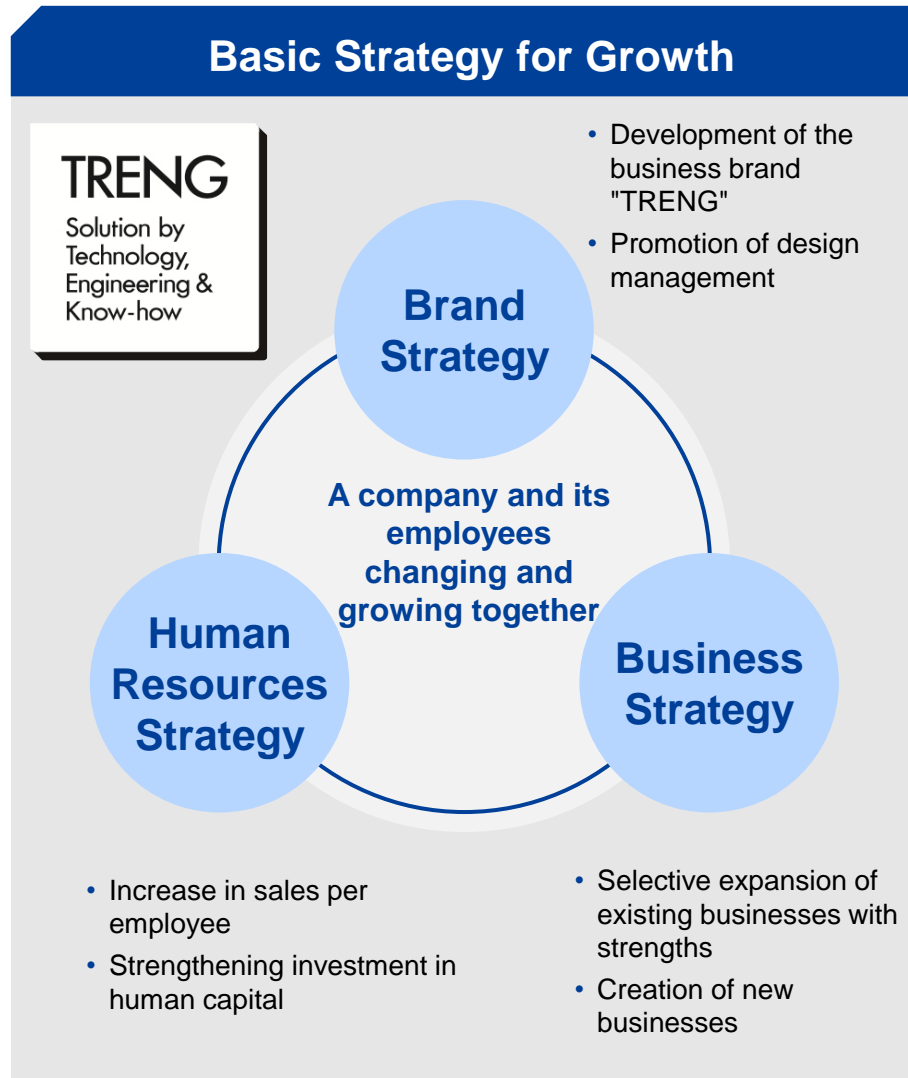 Basic Strategy for Growth
TRENG
Solution by
Technology,
Engineering &
Know-how
• Development of the
business brand
"TRENG"
• Promotion of design
management
Brand
Strategy
A company and its
employees
changing and
growing together
Human
Resources
Strategy
Business
Strategy
• Increase in sales per
employee
• Strengthening investment in
human capital
• Selective expansion of
existing businesses with
strengths
• Creation of new
businesses